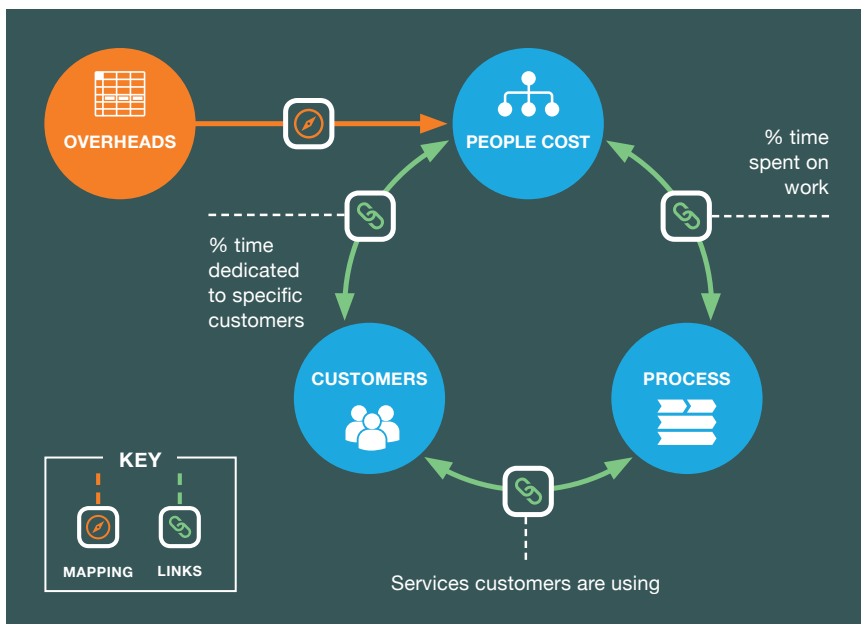 OVERHEADS
PEOPLE COST
% time
spent on
work
% time
dedicated
to specific
customers
CUSTOMERS
PROCESS
KEY
MAPPING
LINKS
Services customers are using